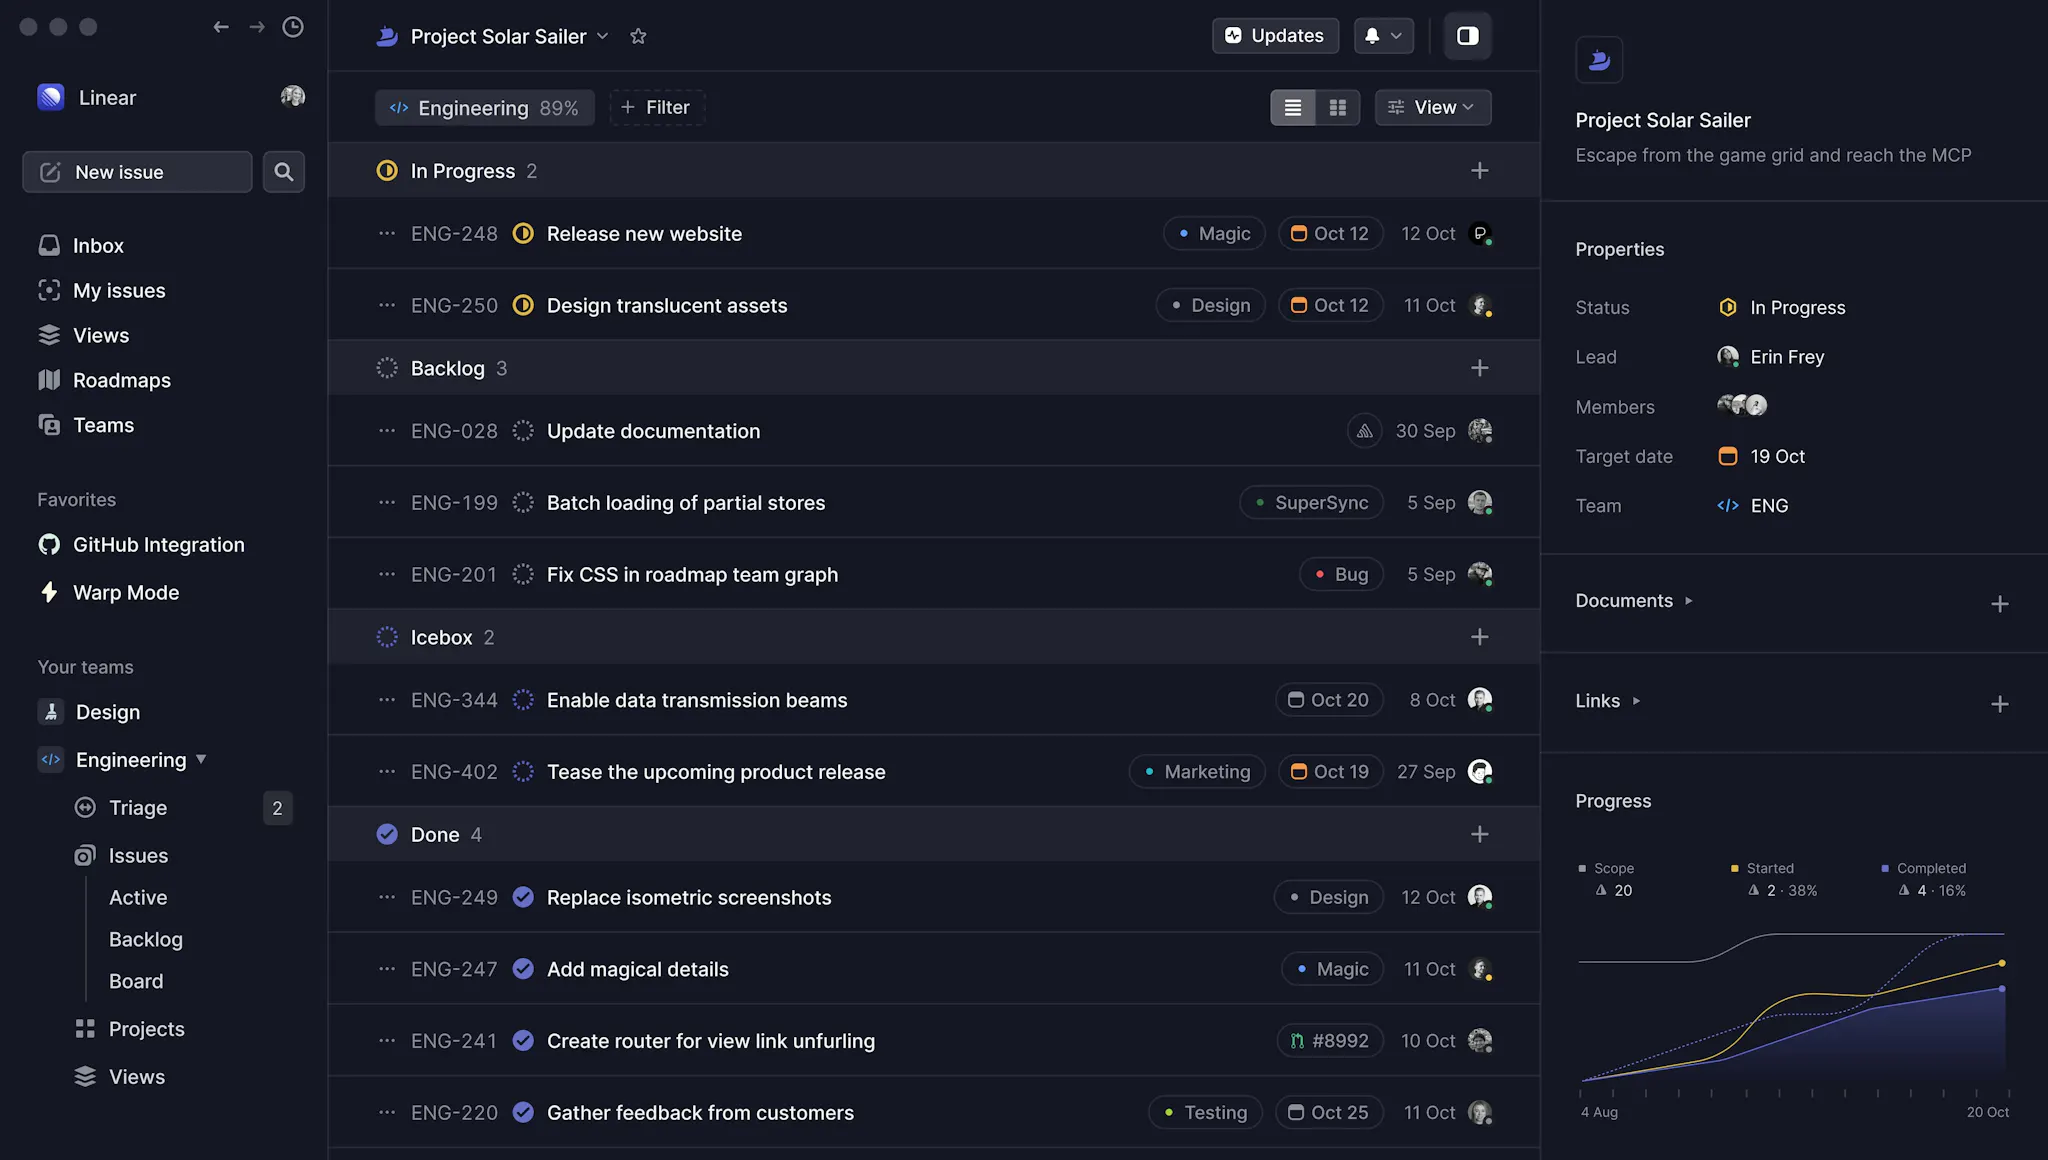 Linear
New issue
Inbox
My issues
Views
Roadmaps
Teams
Favorites
GitHub Integration
Warp Mode
Your teams
Design
Engineering
Triage 2
Issues
Active
Backlog
Board
Projects
Views
Project Solar Sailer
Updates
Engineering 89%
Filter
View
In Progress 2
ENG-248 Release new website Magic Oct 12 12 Oct
ENG-250 Design translucent assets Design Oct 12 11 Oct
Backlog 3
ENG-028 Update documentation 30 Sep
ENG-199 Batch loading of partial stores SuperSync 5 Sep
ENG-201 Fix CSS in roadmap team graph Bug 5 Sep
Icebox 2
ENG-344 Enable data transmission beams Oct 20 8 Oct
ENG-402 Tease the upcoming product release Marketing Oct 19 27 Sep
Done 4
ENG-249 Replace isometric screenshots Design 12 Oct
ENG-247 Add magical details Magic 11 Oct
ENG-241 Create router for view link unfurling #8992 10 Oct
ENG-220 Gather feedback from customers Testing Oct 25 11 Oct
Project Solar Sailer
Escape from the game grid and reach the MCP
Properties
Status In Progress
Lead Erin Frey
Members
Target date 19 Oct
Team ENG
Documents
Links
Progress
Scope Started Completed
20 2 · 38% 4 · 16%
4 Aug 20 Oct